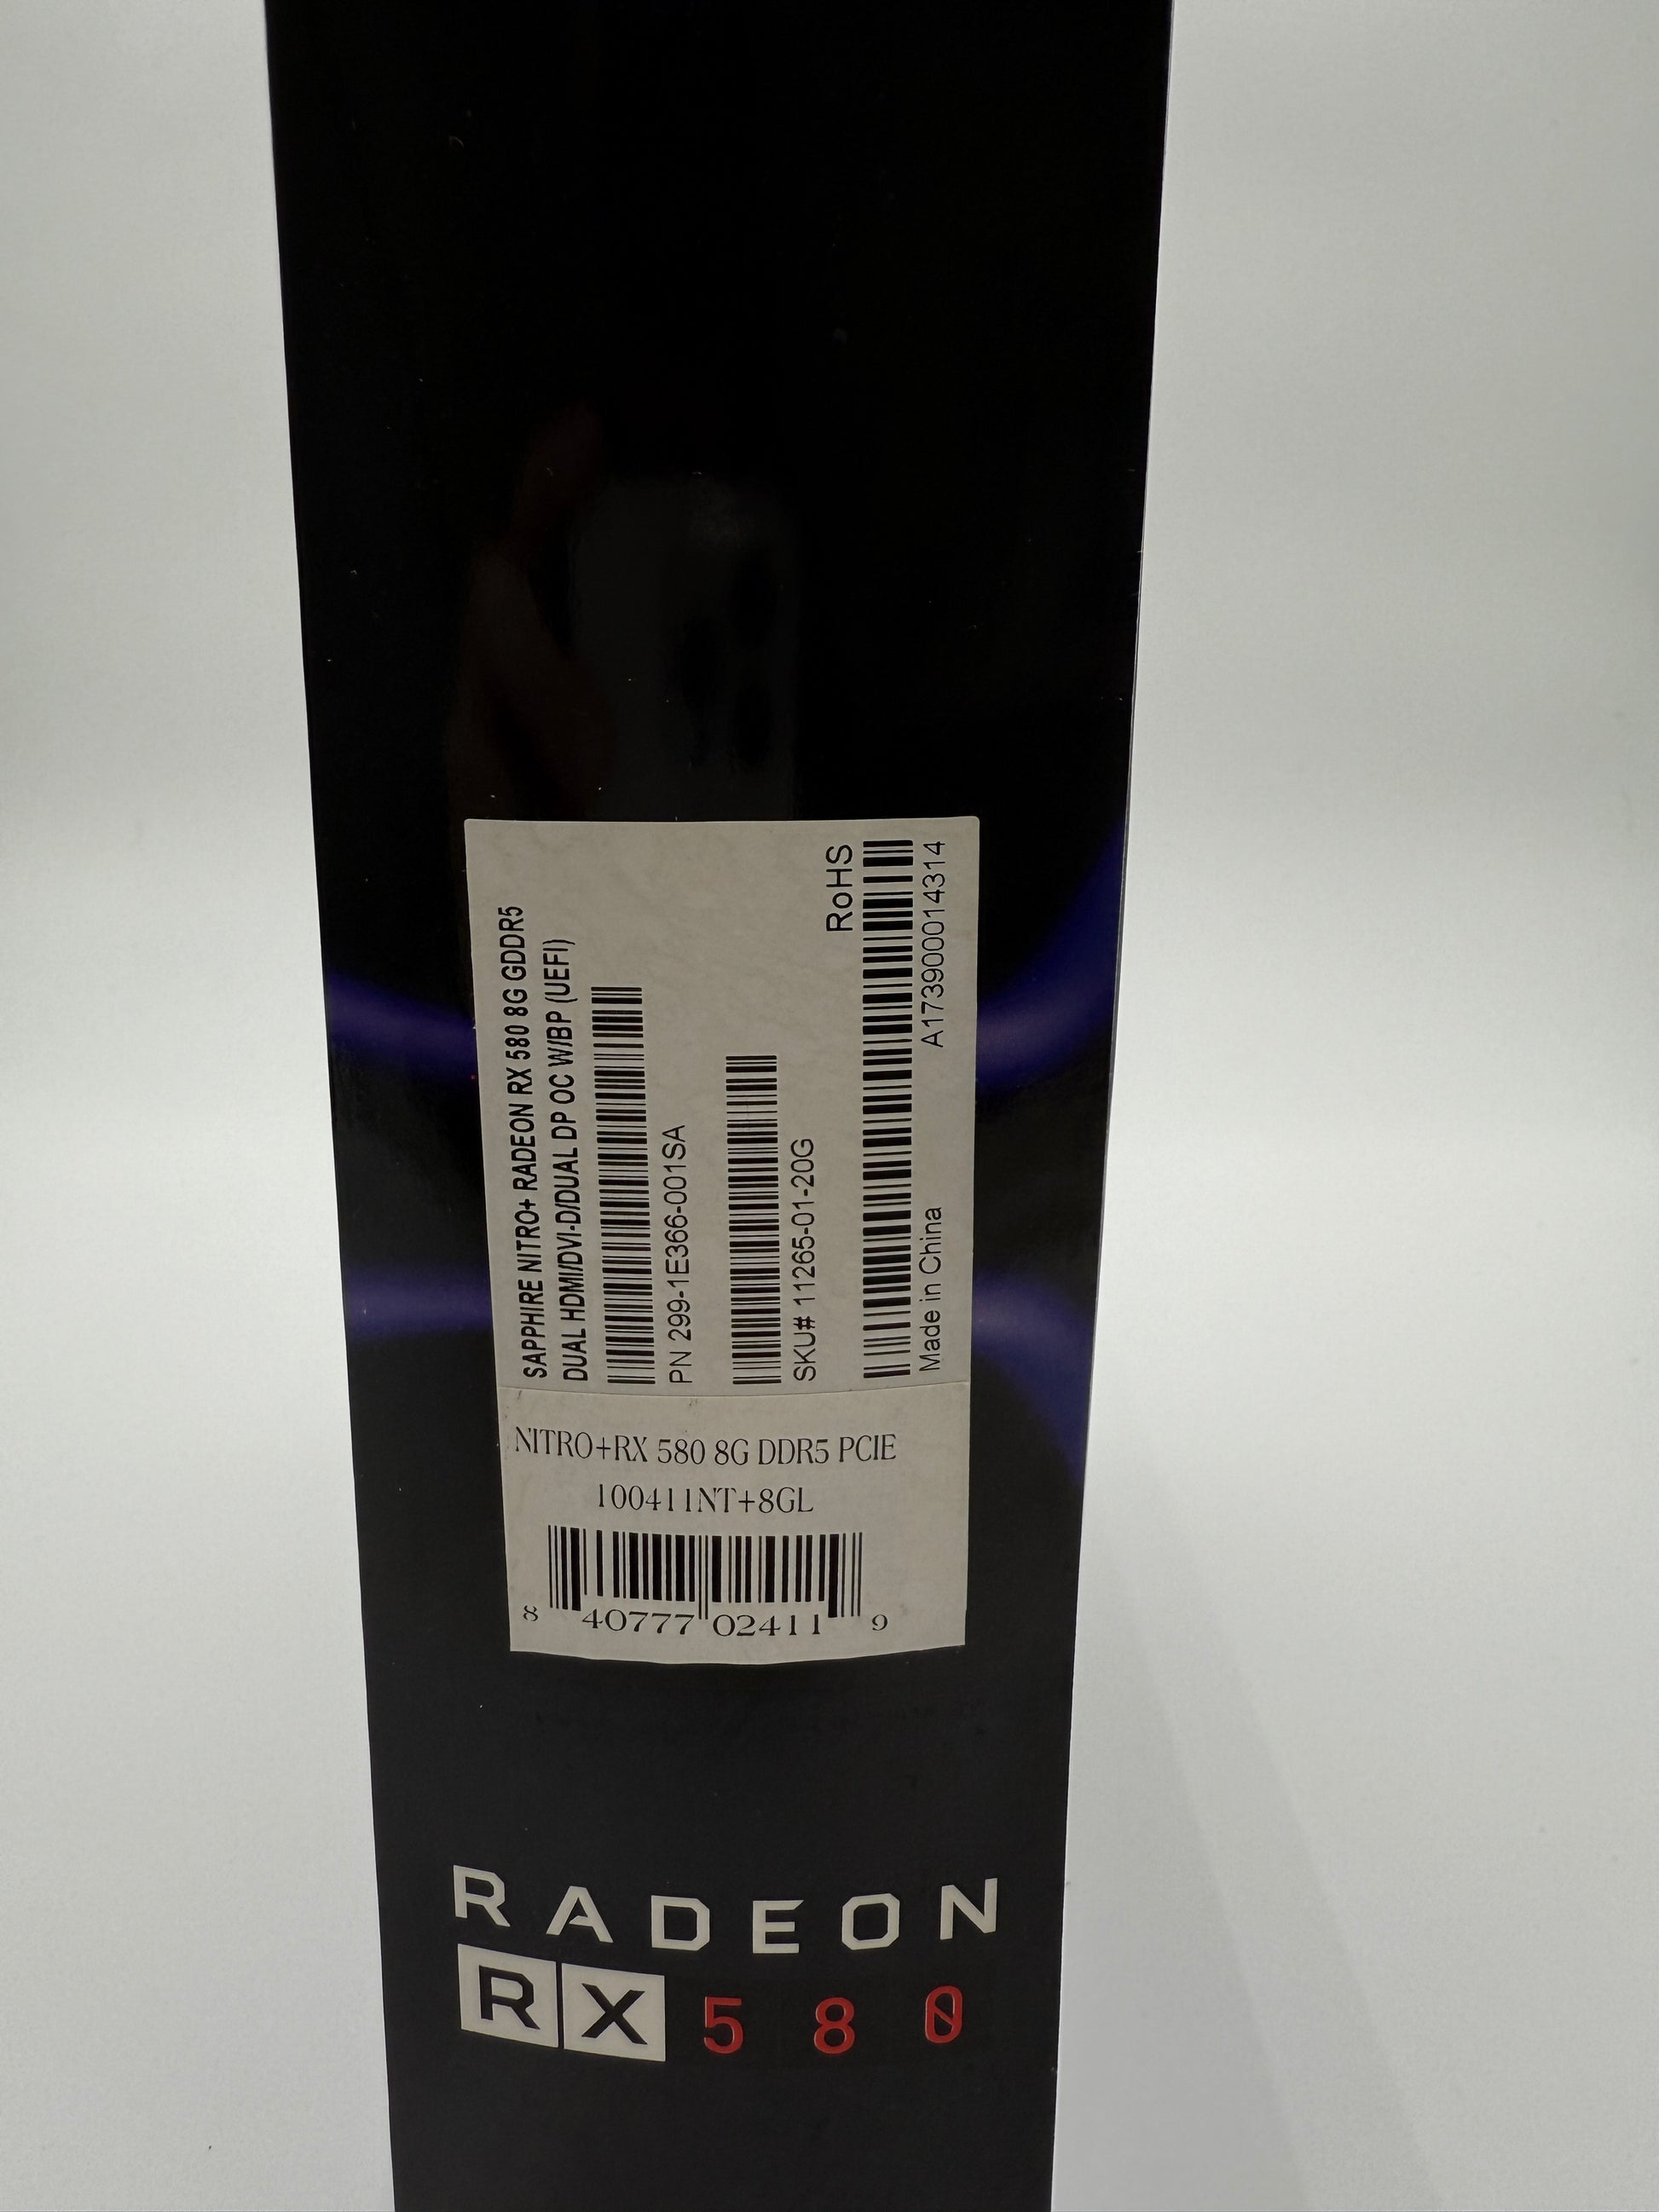 SAPPHIRE NITRO+ RADEON RX 580 8G GDDR5
DUAL HDMI/DVI-D/DUAL DP OC W/BP (UEFI)
PN 299-1E366-001SA
SKU# 11265-01-20G
RoHS
Made in China
A173900014314
NITRO+RX 580 8G DDR5 PCIE
100411NT+8GL
8 40777 02411 9
RADEON
RX 580